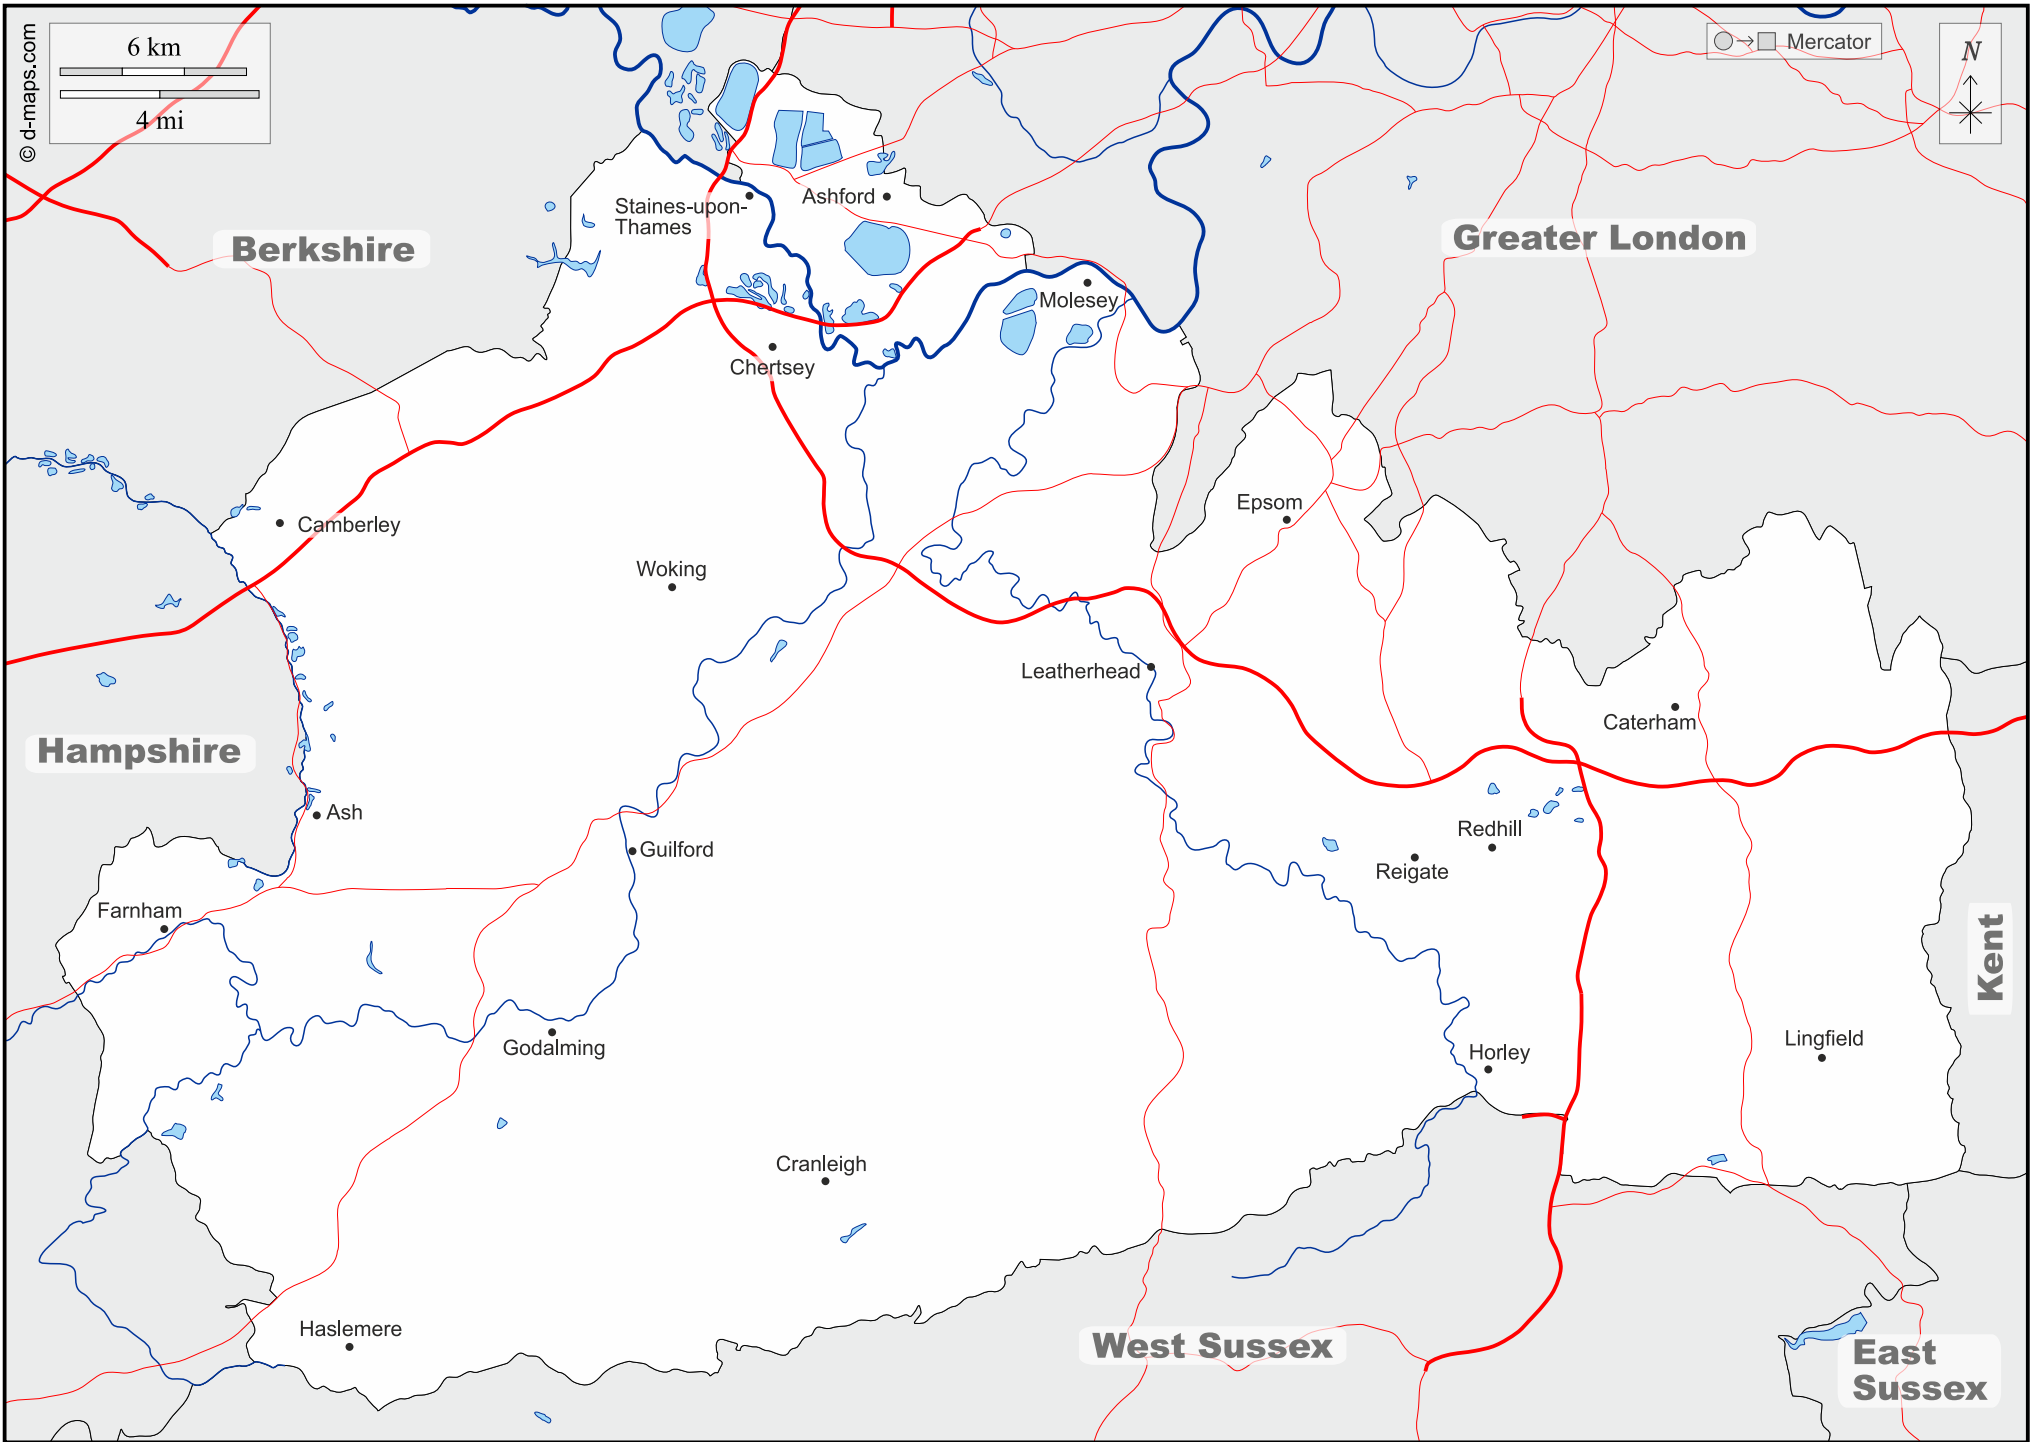 © d-maps.com
6 km
4 mi
Mercator
N
Staines-upon-
Thames
Ashford
Berkshire
Greater London
Molesey
Chertsey
Epsom
Camberley
Woking
Leatherhead
Caterham
Hampshire
Ash
Redhill
Guilford
Reigate
Farnham
Kent
Godalming
Lingfield
Horley
Cranleigh
Haslemere
West Sussex
East
Sussex